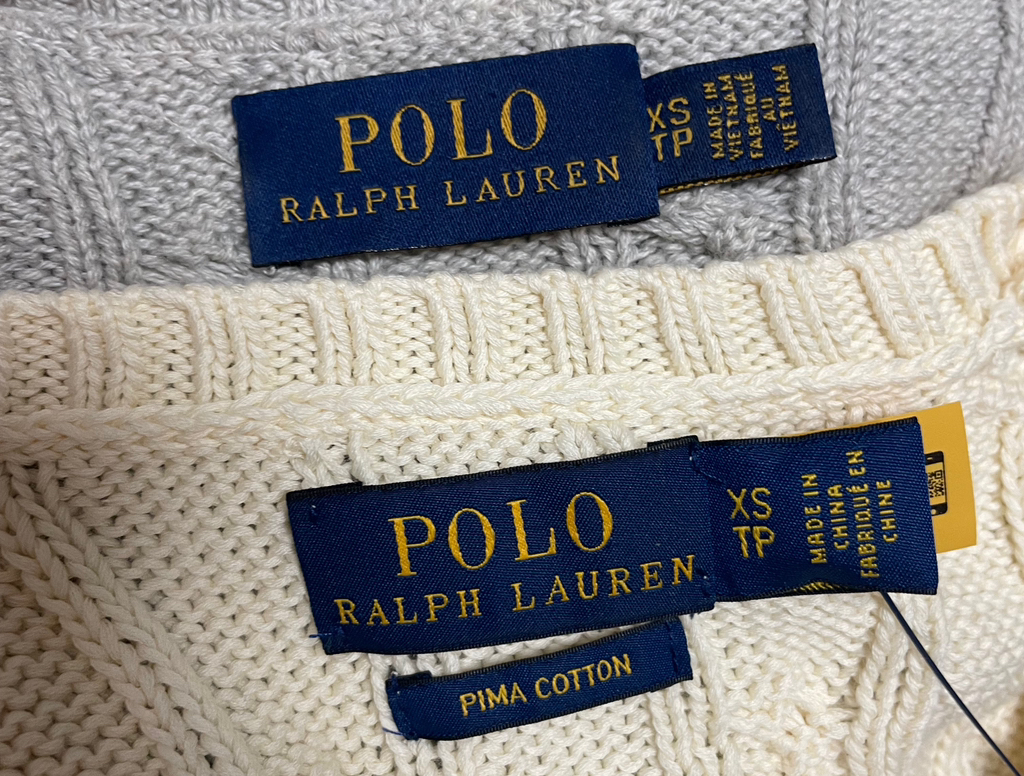 POLO
RALPH LAUREN
XS
TP
MADE IN
VIETNAM
FABRIQUÉ
AU
VIÊTNAM
POLO
RALPH LAUREN
XS
TP
MADE IN
CHINA
FABRIQUÉ EN
CHINE
PIMA COTTON